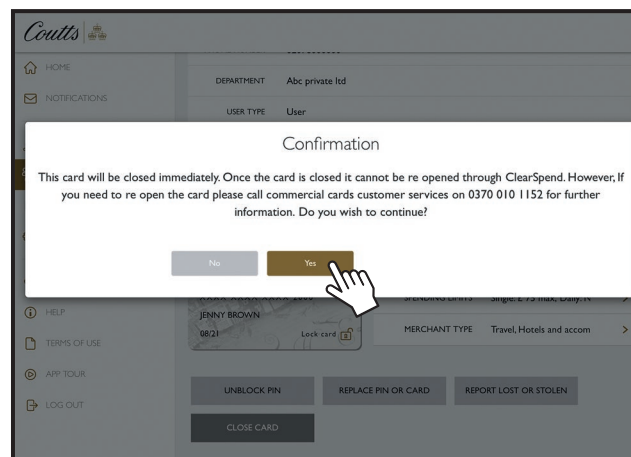 Coutts
HOME
NOTIFICATIONS
DEPARTMENT Abc private ltd
USER TYPE User
Confirmation
This card will be closed immediately. Once the card is closed it cannot be re opened through ClearSpend. However, If
you need to re open the card please call commercial cards customer services on 0370 010 1152 for further
information. Do you wish to continue?
No
Yes
HELP
TERMS OF USE
APP TOUR
LOG OUT
JENNY BROWN
08/21
Lock card
SPENDING LIMITS Single: £ 75 max, Daily: N
MERCHANT TYPE Travel, Hotels and accom
UNBLOCK PIN
REPLACE PIN OR CARD
REPORT LOST OR STOLEN
CLOSE CARD